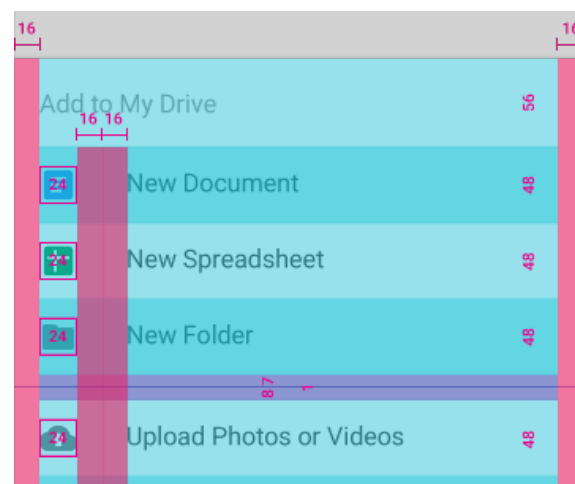 16 16
Add to My Drive 56
16 16
24 New Document 48
24 New Spreadsheet 48
24 New Folder 48
8 7 1
24 Upload Photos or Videos 48